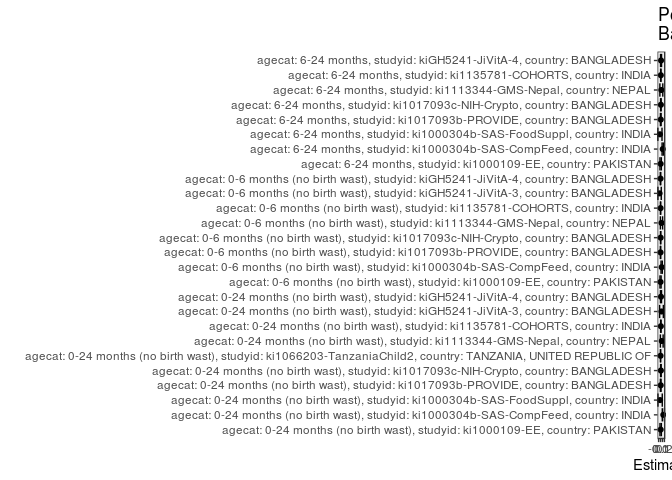 agecat: 6-24 months, studyid: kiGH5241-JiVitA-4, country: BANGLADESH
agecat: 6-24 months, studyid: ki1135781-COHORTS, country: INDIA
agecat: 6-24 months, studyid: ki1113344-GMS-Nepal, country: NEPAL
agecat: 6-24 months, studyid: ki1017093c-NIH-Crypto, country: BANGLADESH
agecat: 6-24 months, studyid: ki1017093b-PROVIDE, country: BANGLADESH
agecat: 6-24 months, studyid: ki1000304b-SAS-FoodSuppl, country: INDIA
agecat: 6-24 months, studyid: ki1000304b-SAS-CompFeed, country: INDIA
agecat: 6-24 months, studyid: ki1000109-EE, country: PAKISTAN
agecat: 0-6 months (no birth wast), studyid: kiGH5241-JiVitA-4, country: BANGLADESH
agecat: 0-6 months (no birth wast), studyid: kiGH5241-JiVitA-3, country: BANGLADESH
agecat: 0-6 months (no birth wast), studyid: ki1135781-COHORTS, country: INDIA
agecat: 0-6 months (no birth wast), studyid: ki1113344-GMS-Nepal, country: NEPAL
agecat: 0-6 months (no birth wast), studyid: ki1017093c-NIH-Crypto, country: BANGLADESH
agecat: 0-6 months (no birth wast), studyid: ki1017093b-PROVIDE, country: BANGLADESH
agecat: 0-6 months (no birth wast), studyid: ki1000304b-SAS-CompFeed, country: INDIA
agecat: 0-6 months (no birth wast), studyid: ki1000109-EE, country: PAKISTAN
agecat: 0-24 months (no birth wast), studyid: kiGH5241-JiVitA-4, country: BANGLADESH
agecat: 0-24 months (no birth wast), studyid: kiGH5241-JiVitA-3, country: BANGLADESH
agecat: 0-24 months (no birth wast), studyid: ki1135781-COHORTS, country: INDIA
agecat: 0-24 months (no birth wast), studyid: ki1113344-GMS-Nepal, country: NEPAL
agecat: 0-24 months (no birth wast), studyid: ki1066203-TanzaniaChild2, country: TANZANIA, UNITED REPUBLIC OF
agecat: 0-24 months (no birth wast), studyid: ki1017093c-NIH-Crypto, country: BANGLADESH
agecat: 0-24 months (no birth wast), studyid: ki1017093b-PROVIDE, country: BANGLADESH
agecat: 0-24 months (no birth wast), studyid: ki1000304b-SAS-FoodSuppl, country: INDIA
agecat: 0-24 months (no birth wast), studyid: ki1000304b-SAS-CompFeed, country: INDIA
agecat: 0-24 months (no birth wast), studyid: ki1000109-EE, country: PAKISTAN